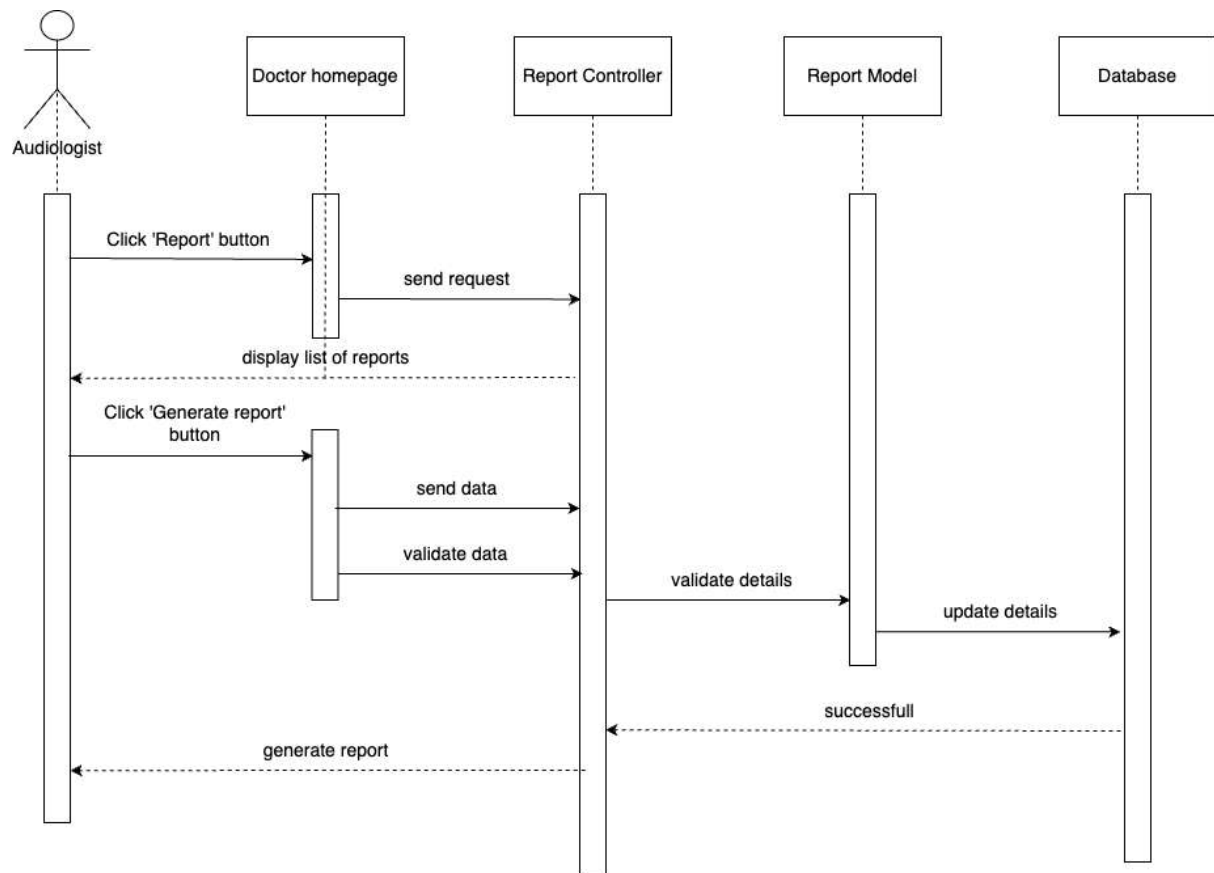 Doctor homepage
Report Controller
Report Model
Database
Audiologist
Click 'Report' button
send request
display list of reports
Click 'Generate report'
button
send data
validate data
validate details
update details
successfull
generate report